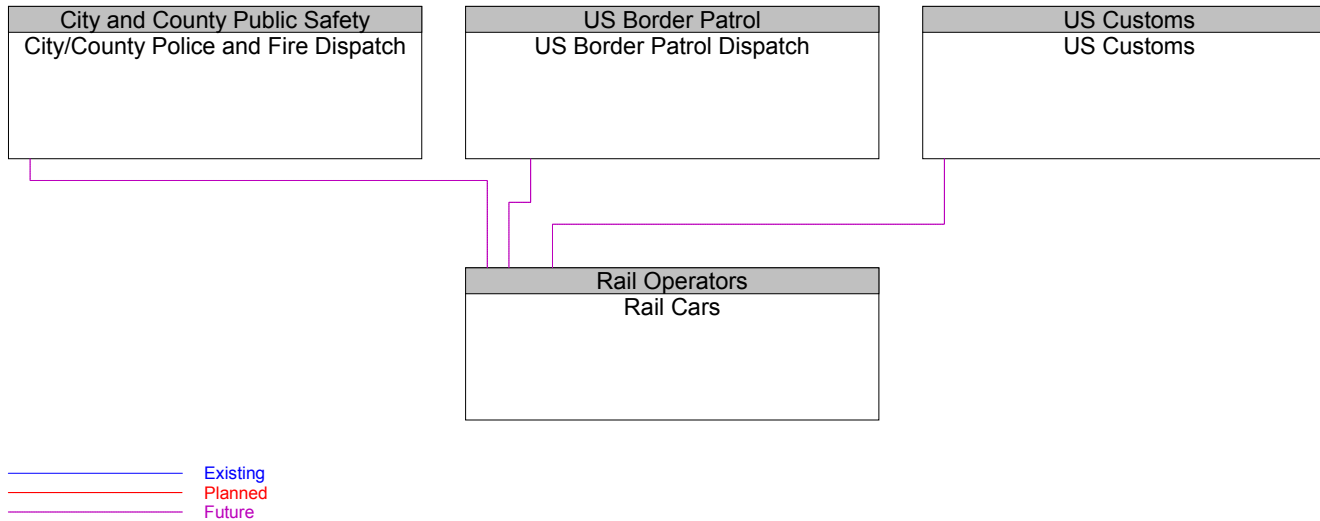 City and County Public Safety
City/County Police and Fire Dispatch
US Border Patrol
US Border Patrol Dispatch
US Customs
US Customs
Rail Operators
Rail Cars
Existing
Planned
Future